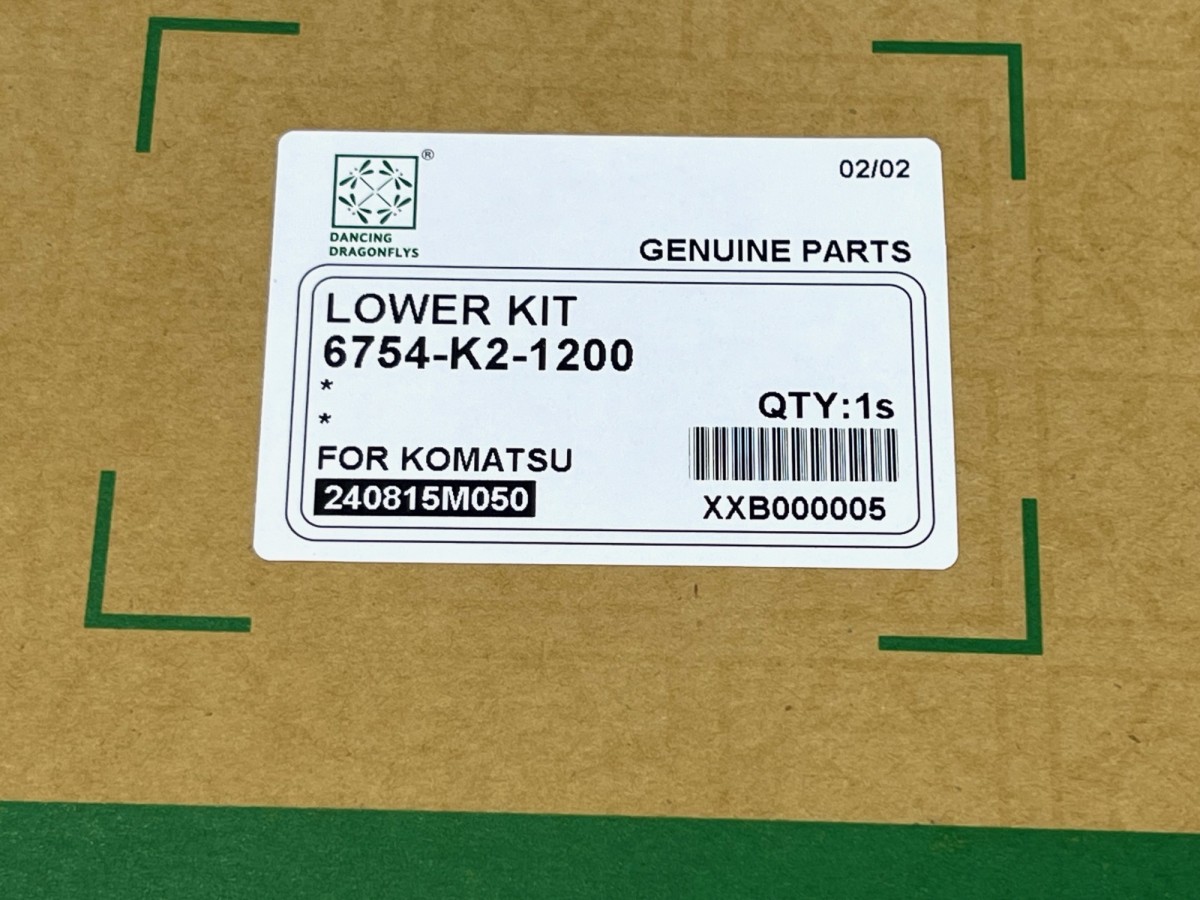 ®
DANCING
DRAGONFLYS
02/02
GENUINE PARTS
LOWER KIT
6754-K2-1200
*
*
QTY:1s
FOR KOMATSU
240815M050
XXB000005